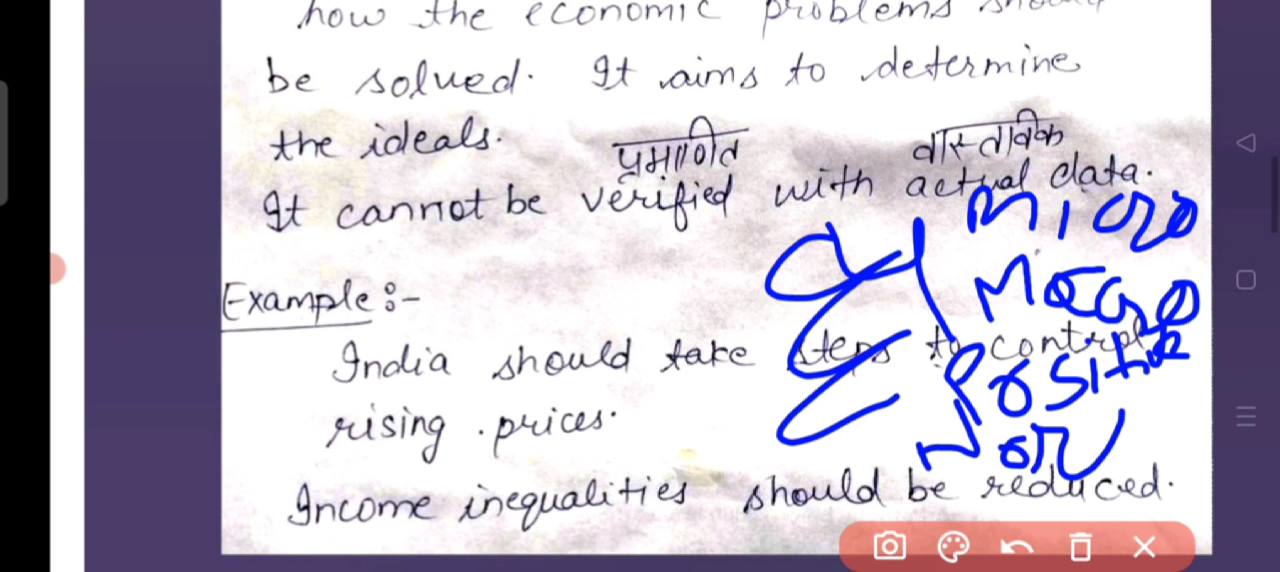 how the economic problems should
be solved. It aims to determine
the ideals.
प्रमाणित वास्तविक
It cannot be verified with actual data.
Micro
Macro
Example :-
India should take steps to control
Positive
rising prices.
Nor
Income inequalities should be reduced.